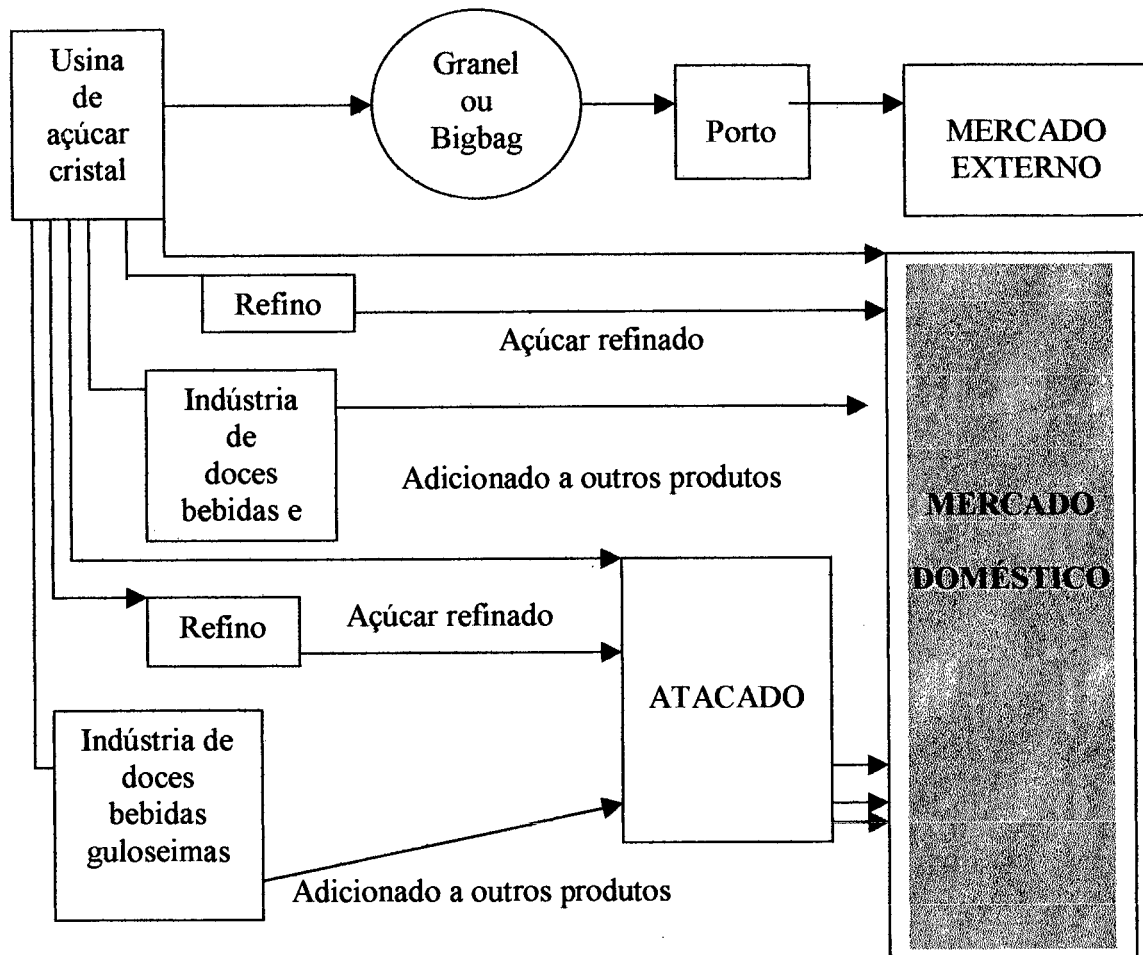 Usina
de
açúcar
cristal
Granel
ou
Bigbag
Porto
MERCADO
EXTERNO
Refino
Açúcar refinado
Indústria
de
doces
bebidas e
Adicionado a outros produtos
MERCADO
DOMÉSTICO
Refino
Açúcar refinado
ATACADO
Indústria de
doces
bebidas
guloseimas
Adicionado a outros produtos